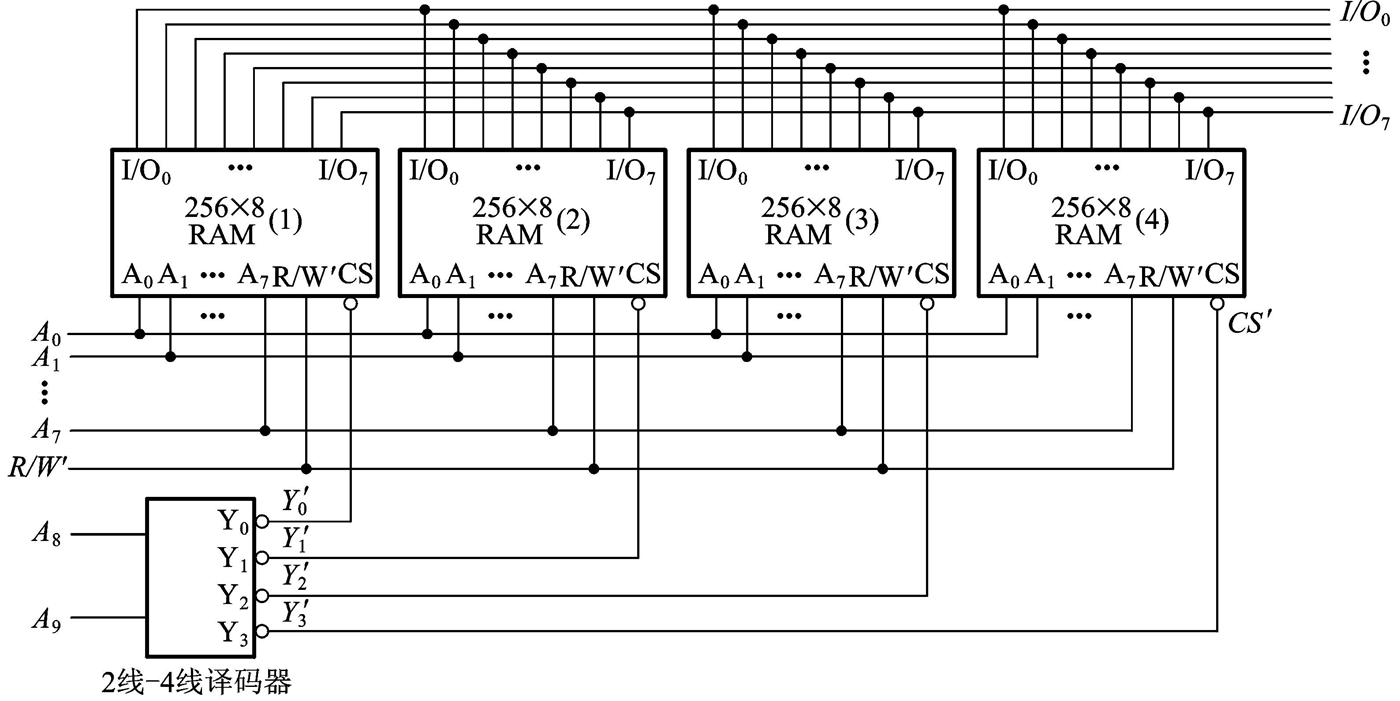 I/O₀
⋮
I/O₇
I/O₀ ··· I/O₇ I/O₀ ··· I/O₇ I/O₀ ··· I/O₇ I/O₀ ··· I/O₇
256×8 RAM (1) 256×8 RAM (2) 256×8 RAM (3) 256×8 RAM (4)
A₀ A₁ ··· A₇ R/W′ CS A₀ A₁ ··· A₇ R/W′ CS A₀ A₁ ··· A₇ R/W′ CS A₀ A₁ ··· A₇ R/W′ CS
··· ··· ··· ··· CS′
A₀
A₁
⋮
A₇
R/W′
Y₀ Y₀′
A₈
Y₁ Y₁′
Y₂ Y₂′
A₉
Y₃ Y₃′
2线-4线译码器